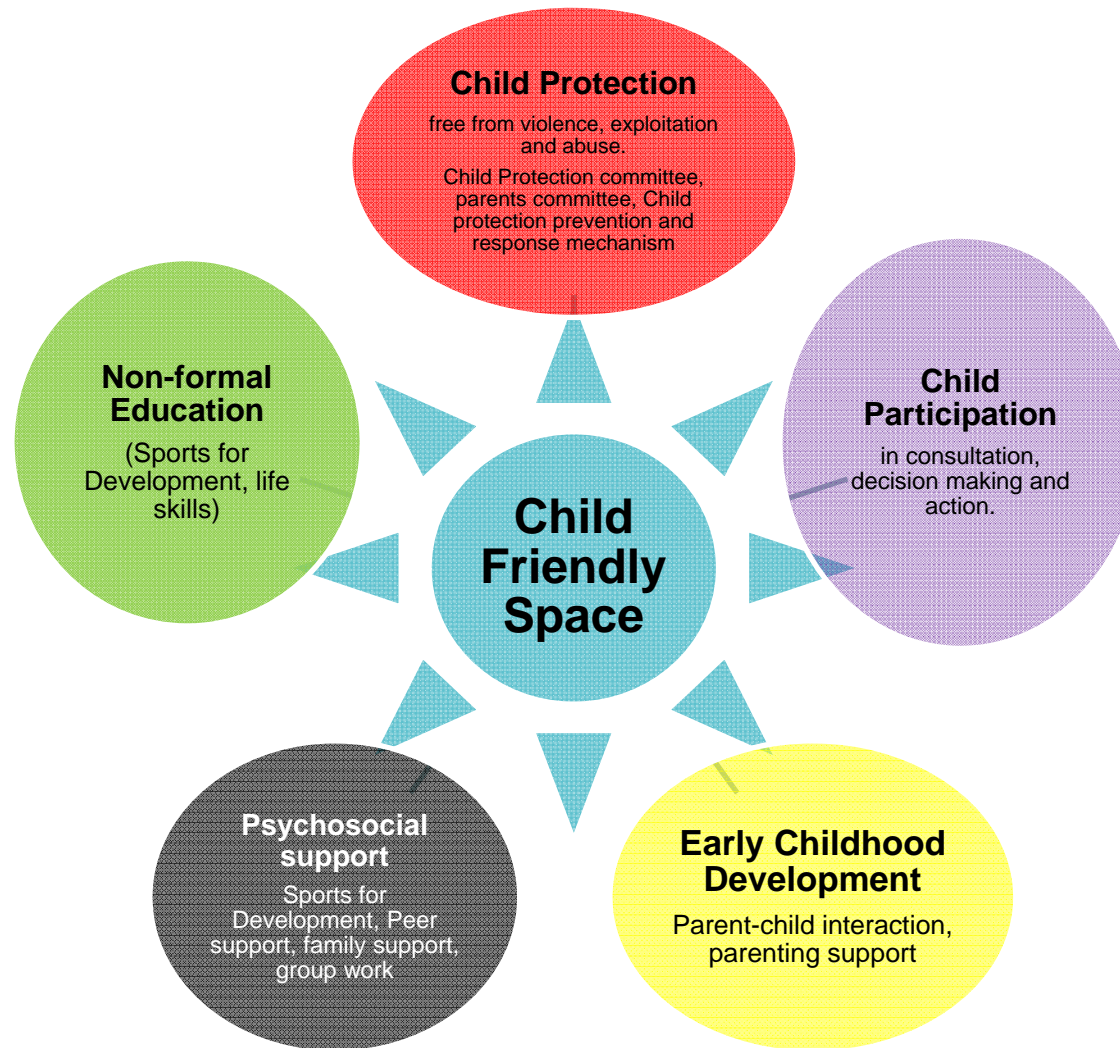 Child Protection
free from violence, exploitation
and abuse.
Child Protection committee,
parents committee, Child
protection prevention and
response mechanism
Non-formal
Education
(Sports for
Development, life
skills)
Child
Participation
in consultation,
decision making and
action.
Child
Friendly
Space
Psychosocial
support
Sports for
Development, Peer
support, family support,
group work
Early Childhood
Development
Parent-child interaction,
parenting support